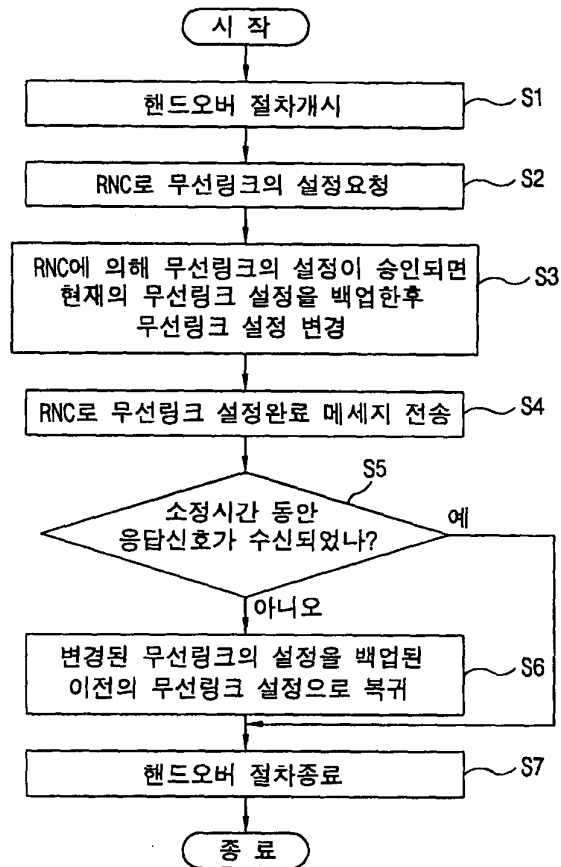 시 작
핸드오버 절차개시
S1
RNC로 무선링크의 설정요청
S2
RNC에 의해 무선링크의 설정이 승인되면
현재의 무선링크 설정을 백업한후
무선링크 설정 변경
S3
RNC로 무선링크 설정완료 메세지 전송
S4
S5
소정시간 동안
응답신호가 수신되었나?
예
아니오
변경된 무선링크의 설정을 백업된
이전의 무선링크 설정으로 복귀
S6
핸드오버 절차종료
S7
종 료